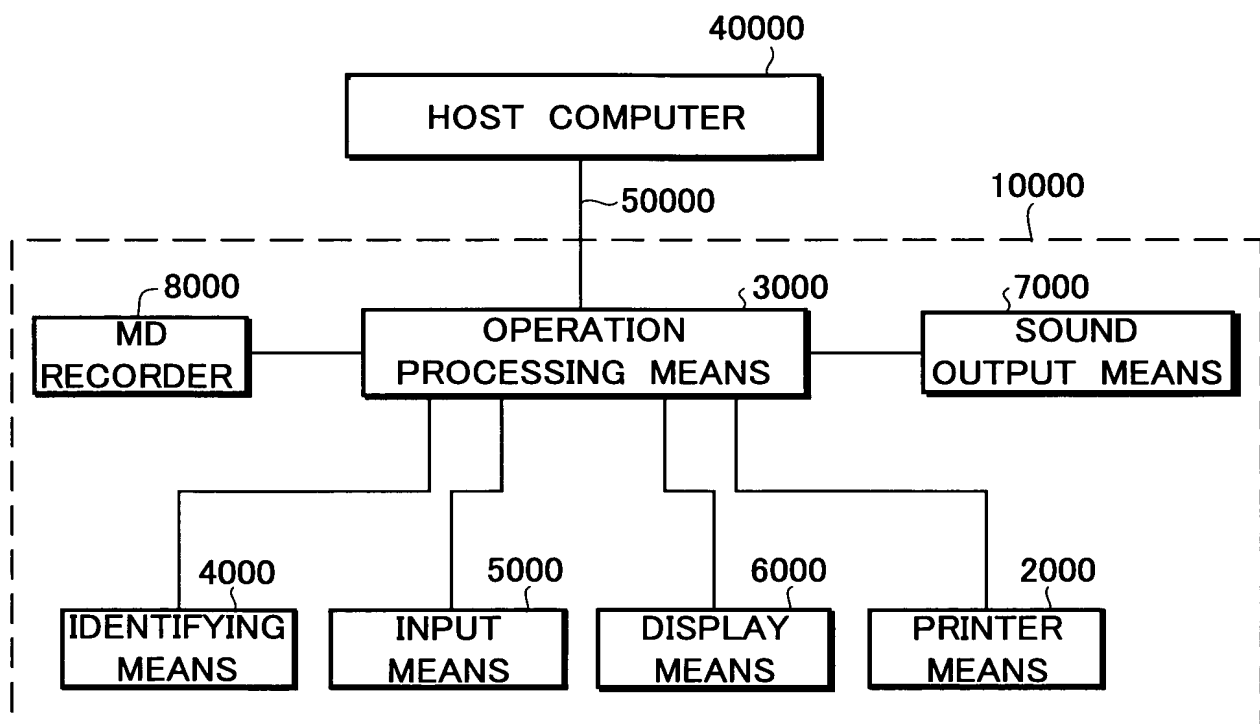 40000
HOST COMPUTER
50000
10000
8000
3000
7000
MD
RECORDER
OPERATION
PROCESSING MEANS
SOUND
OUTPUT MEANS
4000
5000
6000
2000
IDENTIFYING
MEANS
INPUT
MEANS
DISPLAY
MEANS
PRINTER
MEANS